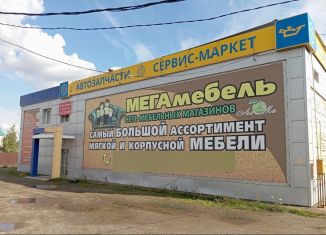 АВТОЗАПЧАСТИ СЕРВИС-МАРКЕТ
МЕГАмебель
СЕТЬ МЕБЕЛЬНЫХ МАГАЗИНОВ
САМЫЙ БОЛЬШОЙ АССОРТИМЕНТ
МЯГКОЙ И КОРПУСНОЙ МЕБЕЛИ